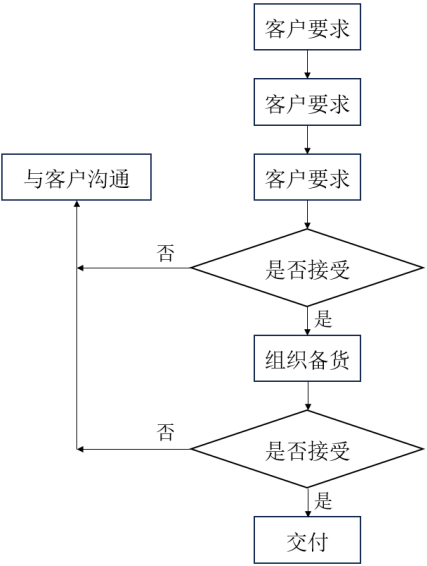 客户要求
客户要求
与客户沟通
客户要求
否
是否接受
是
组织备货
否
是否接受
是
交付